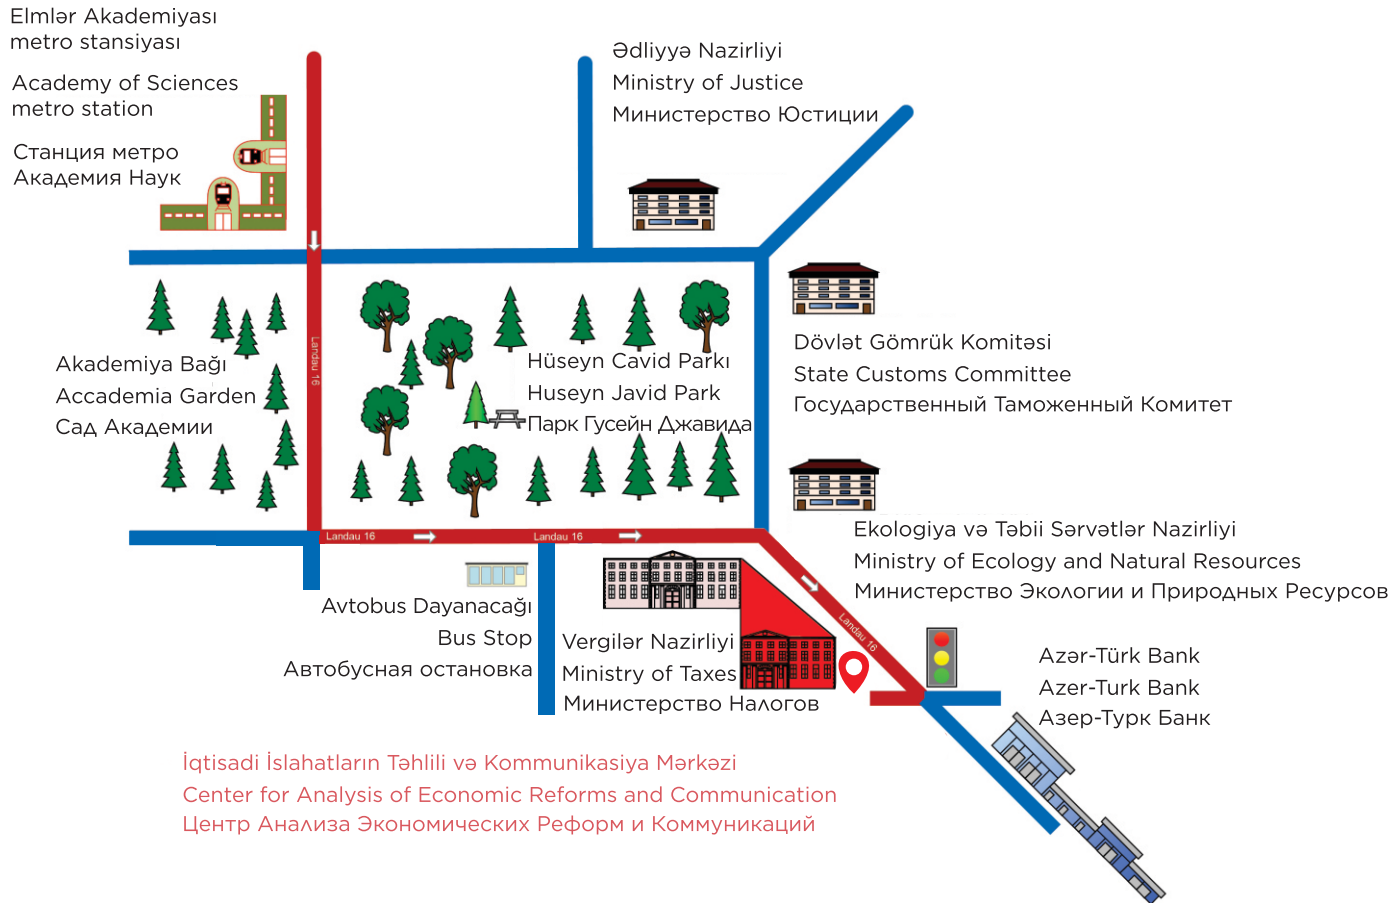 Elmlər Akademiyası
metro stansiyası
Academy of Sciences
metro station
Станция метро
Академия Наук
Ədliyyə Nazirliyi
Ministry of Justice
Министерство Юстиции
Landau 16
Akademiya Bağı
Accademia Garden
Сад Академии
Hüseyn Cavid Parkı
Huseyn Javid Park
Парк Гусейн Джавида
Dövlət Gömrük Komitəsi
State Customs Committee
Государственный Таможенный Комитет
Landau 16
Landau 16
Ekologiya və Təbii Sərvətlər Nazirliyi
Ministry of Ecology and Natural Resources
Министерство Экологии и Природных Ресурсов
Landau 16
Avtobus Dayanacağı
Bus Stop
Автобусная остановка
Vergilər Nazirliyi
Ministry of Taxes
Министерство Налогов
Azər-Türk Bank
Azer-Turk Bank
Азер-Турк Банк
İqtisadi İslahatların Təhlili və Kommunikasiya Mərkəzi
Center for Analysis of Economic Reforms and Communication
Центр Анализа Экономических Реформ и Коммуникаций